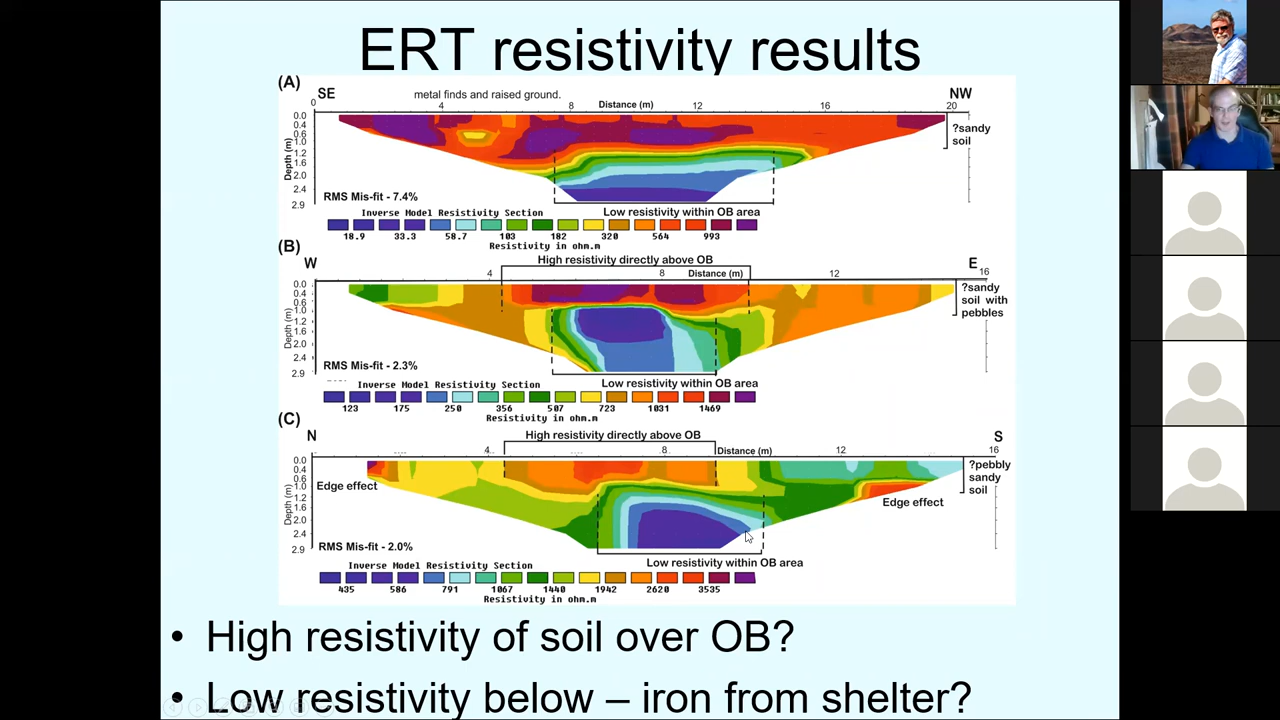 ERT resistivity results
(A)
SE
metal finds and raised ground.
NW
0 4 8 Distance (m) 12 16 20
0.0
0.4
0.6
1.0
1.2
1.6
2.4
2.9
Depth (m)
?sandy
soil
RMS Mis-fit - 7.4%
Low resistivity within OB area
Inverse Model Resistivity Section
18.9 33.3 58.7 103 182 320 564 993
Resistivity in ohm.m
(B)
High resistivity directly above OB
W
E
4 8 Distance (m) 12 16
0.0
0.4
0.6
1.0
1.2
1.6
2.0
2.4
2.9
Depth (m)
?sandy
soil with
pebbles
RMS Mis-fit - 2.3%
Low resistivity within OB area
Inverse Model Resistivity Section
123 175 250 356 507 723 1031 1469
Resistivity in ohm.m
(C)
High resistivity directly above OB
N
S
4 8 Distance (m) 12 16
0.0
0.4
0.6
1.0
1.2
1.6
2.4
2.9
Depth (m)
?pebbly
sandy
soil
Edge effect
Edge effect
RMS Mis-fit - 2.0%
Low resistivity within OB area
Inverse Model Resistivity Section
435 586 791 1067 1440 1942 2620 3535
Resistivity in ohm.m
• High resistivity of soil over OB?
• Low resistivity below – iron from shelter?